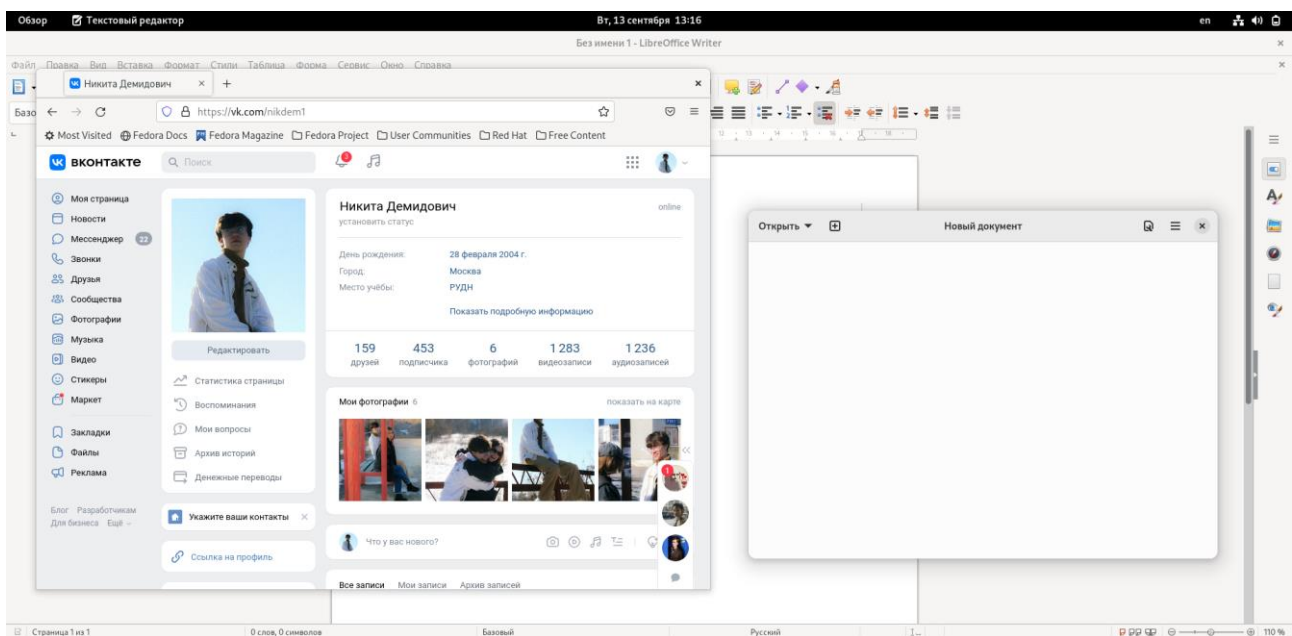 Обзор Текстовый редактор Вт, 13 сентября 13:16 en
Без имени 1 - LibreOffice Writer
Файл Правка Вид Вставка Формат Стили Таблица Форма Сервис Окно Справка
Никита Демидович
Базо
https://vk.com/nikdem1
Most Visited Fedora Docs Fedora Magazine Fedora Project User Communities Red Hat Free Content
ВКОНТАКТЕ Поиск 3
Моя страница
Новости
Мессенджер 22
Звонки
Друзья
Сообщества
Фотографии
Музыка
Видео
Стикеры
Маркет
Закладки
Файлы
Реклама
Блог Разработчикам
Для бизнеса Ещё
Редактировать
Статистика страницы
Воспоминания
Мои вопросы
Архив историй
Денежные переводы
Укажите ваши контакты
Ссылка на профиль
Никита Демидович online
установить статус
День рождения: 28 февраля 2004 г.
Город: Москва
Место учёбы: РУДН
Показать подробную информацию
159 453 6 1 283 1 236
друзей подписчика фотографий видеозаписи аудиозаписей
Мои фотографии 6 показать на карте
1
Что у вас нового?
Все записи Мои записи Архив записей
Открыть Новый документ
Страница 1 из 1 0 слов, 0 символов Базовый Русский 110 %